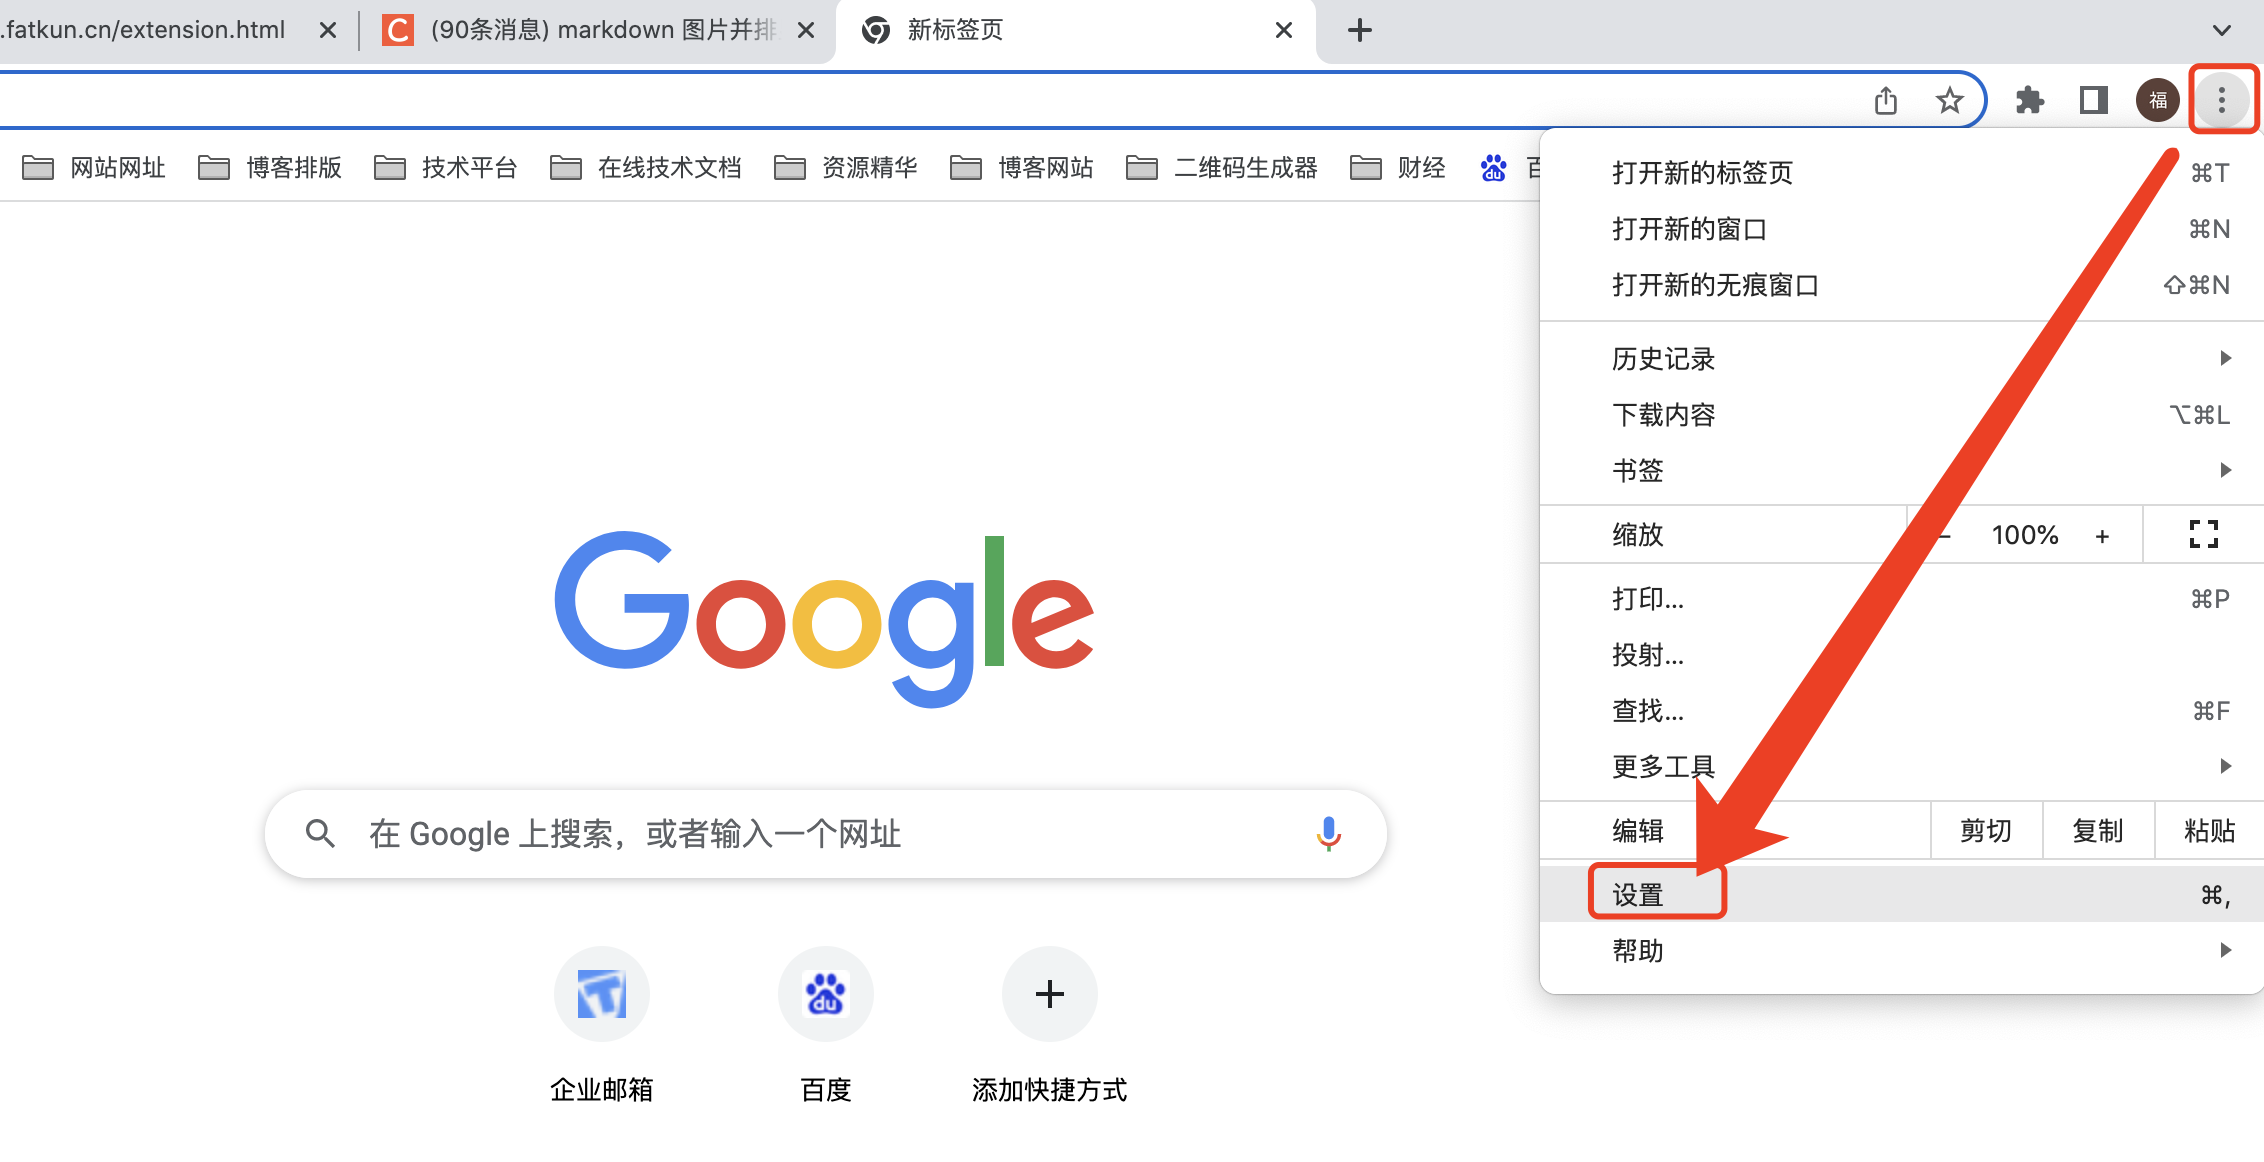 .fatkun.cn/extension.html
(90条消息) markdown 图片并排
新标签页
福
网站网址
博客排版
技术平台
在线技术文档
资源精华
博客网站
二维码生成器
财经
du
打开新的标签页 ⌘T
打开新的窗口 ⌘N
打开新的无痕窗口 ⇧⌘N
历史记录
下载内容 ⌥⌘L
书签
缩放 − 100% +
打印... ⌘P
投射...
查找... ⌘F
更多工具
编辑 剪切 复制 粘贴
设置 ⌘,
帮助
Google
在 Google 上搜索，或者输入一个网址
du
企业邮箱
百度
添加快捷方式